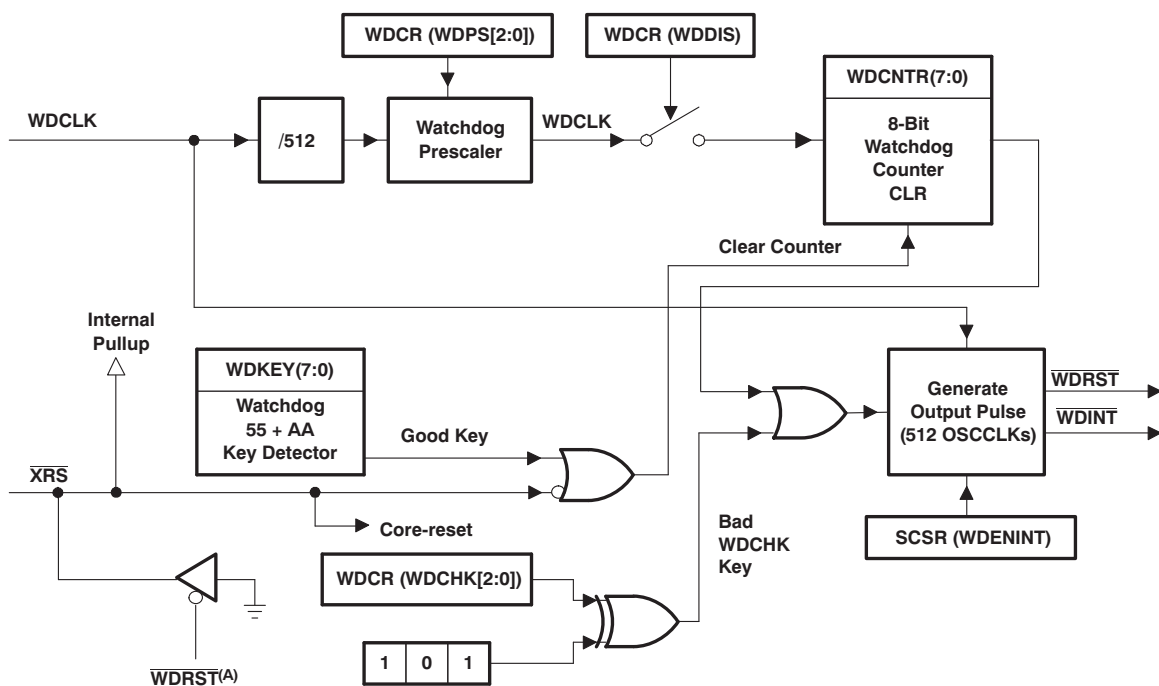 WDCR (WDPS[2:0])
WDCR (WDDIS)
WDCNTR(7:0)
WDCLK
/512
Watchdog
Prescaler
WDCLK
8-Bit
Watchdog
Counter
CLR
Clear Counter
Internal
Pullup
WDKEY(7:0)
Watchdog
55 + AA
Key Detector
Good Key
Generate
Output Pulse
(512 OSCCLKs)
WDRST
WDINT
XRS
Core-reset
Bad
WDCHK
Key
SCSR (WDENINT)
WDCR (WDCHK[2:0])
1 0 1
WDRST(A)